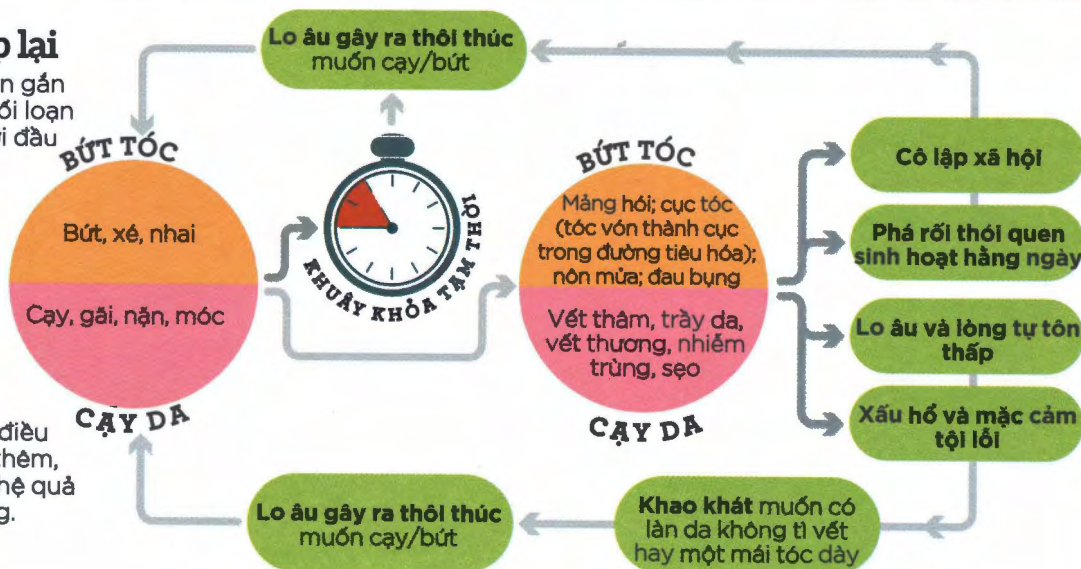 p lại
n gắn
ối loạn
i đầu
Lo âu gây ra thôi thúc
muốn cạy/bứt
BỨT TÓC
Bứt, xé, nhai
Cạy, gãi, nặn, móc
CẠY DA
KHUÂY KHỎA TẠM THỜI
BỨT TÓC
Mảng hói; cục tóc
(tóc vón thành cục
trong đường tiêu hóa);
nôn mửa; đau bụng
Vết thâm, trầy da,
vết thương, nhiễm
trùng, sẹo
CẠY DA
Cô lập xã hội
Phá rối thói quen
sinh hoạt hằng ngày
Lo âu và lòng tự tôn
thấp
Xấu hổ và mặc cảm
tội lỗi
điều
thêm,
hệ quả
g.
Lo âu gây ra thôi thúc
muốn cạy/bứt
Khao khát muốn có
làn da không tì vết
hay một mái tóc dày